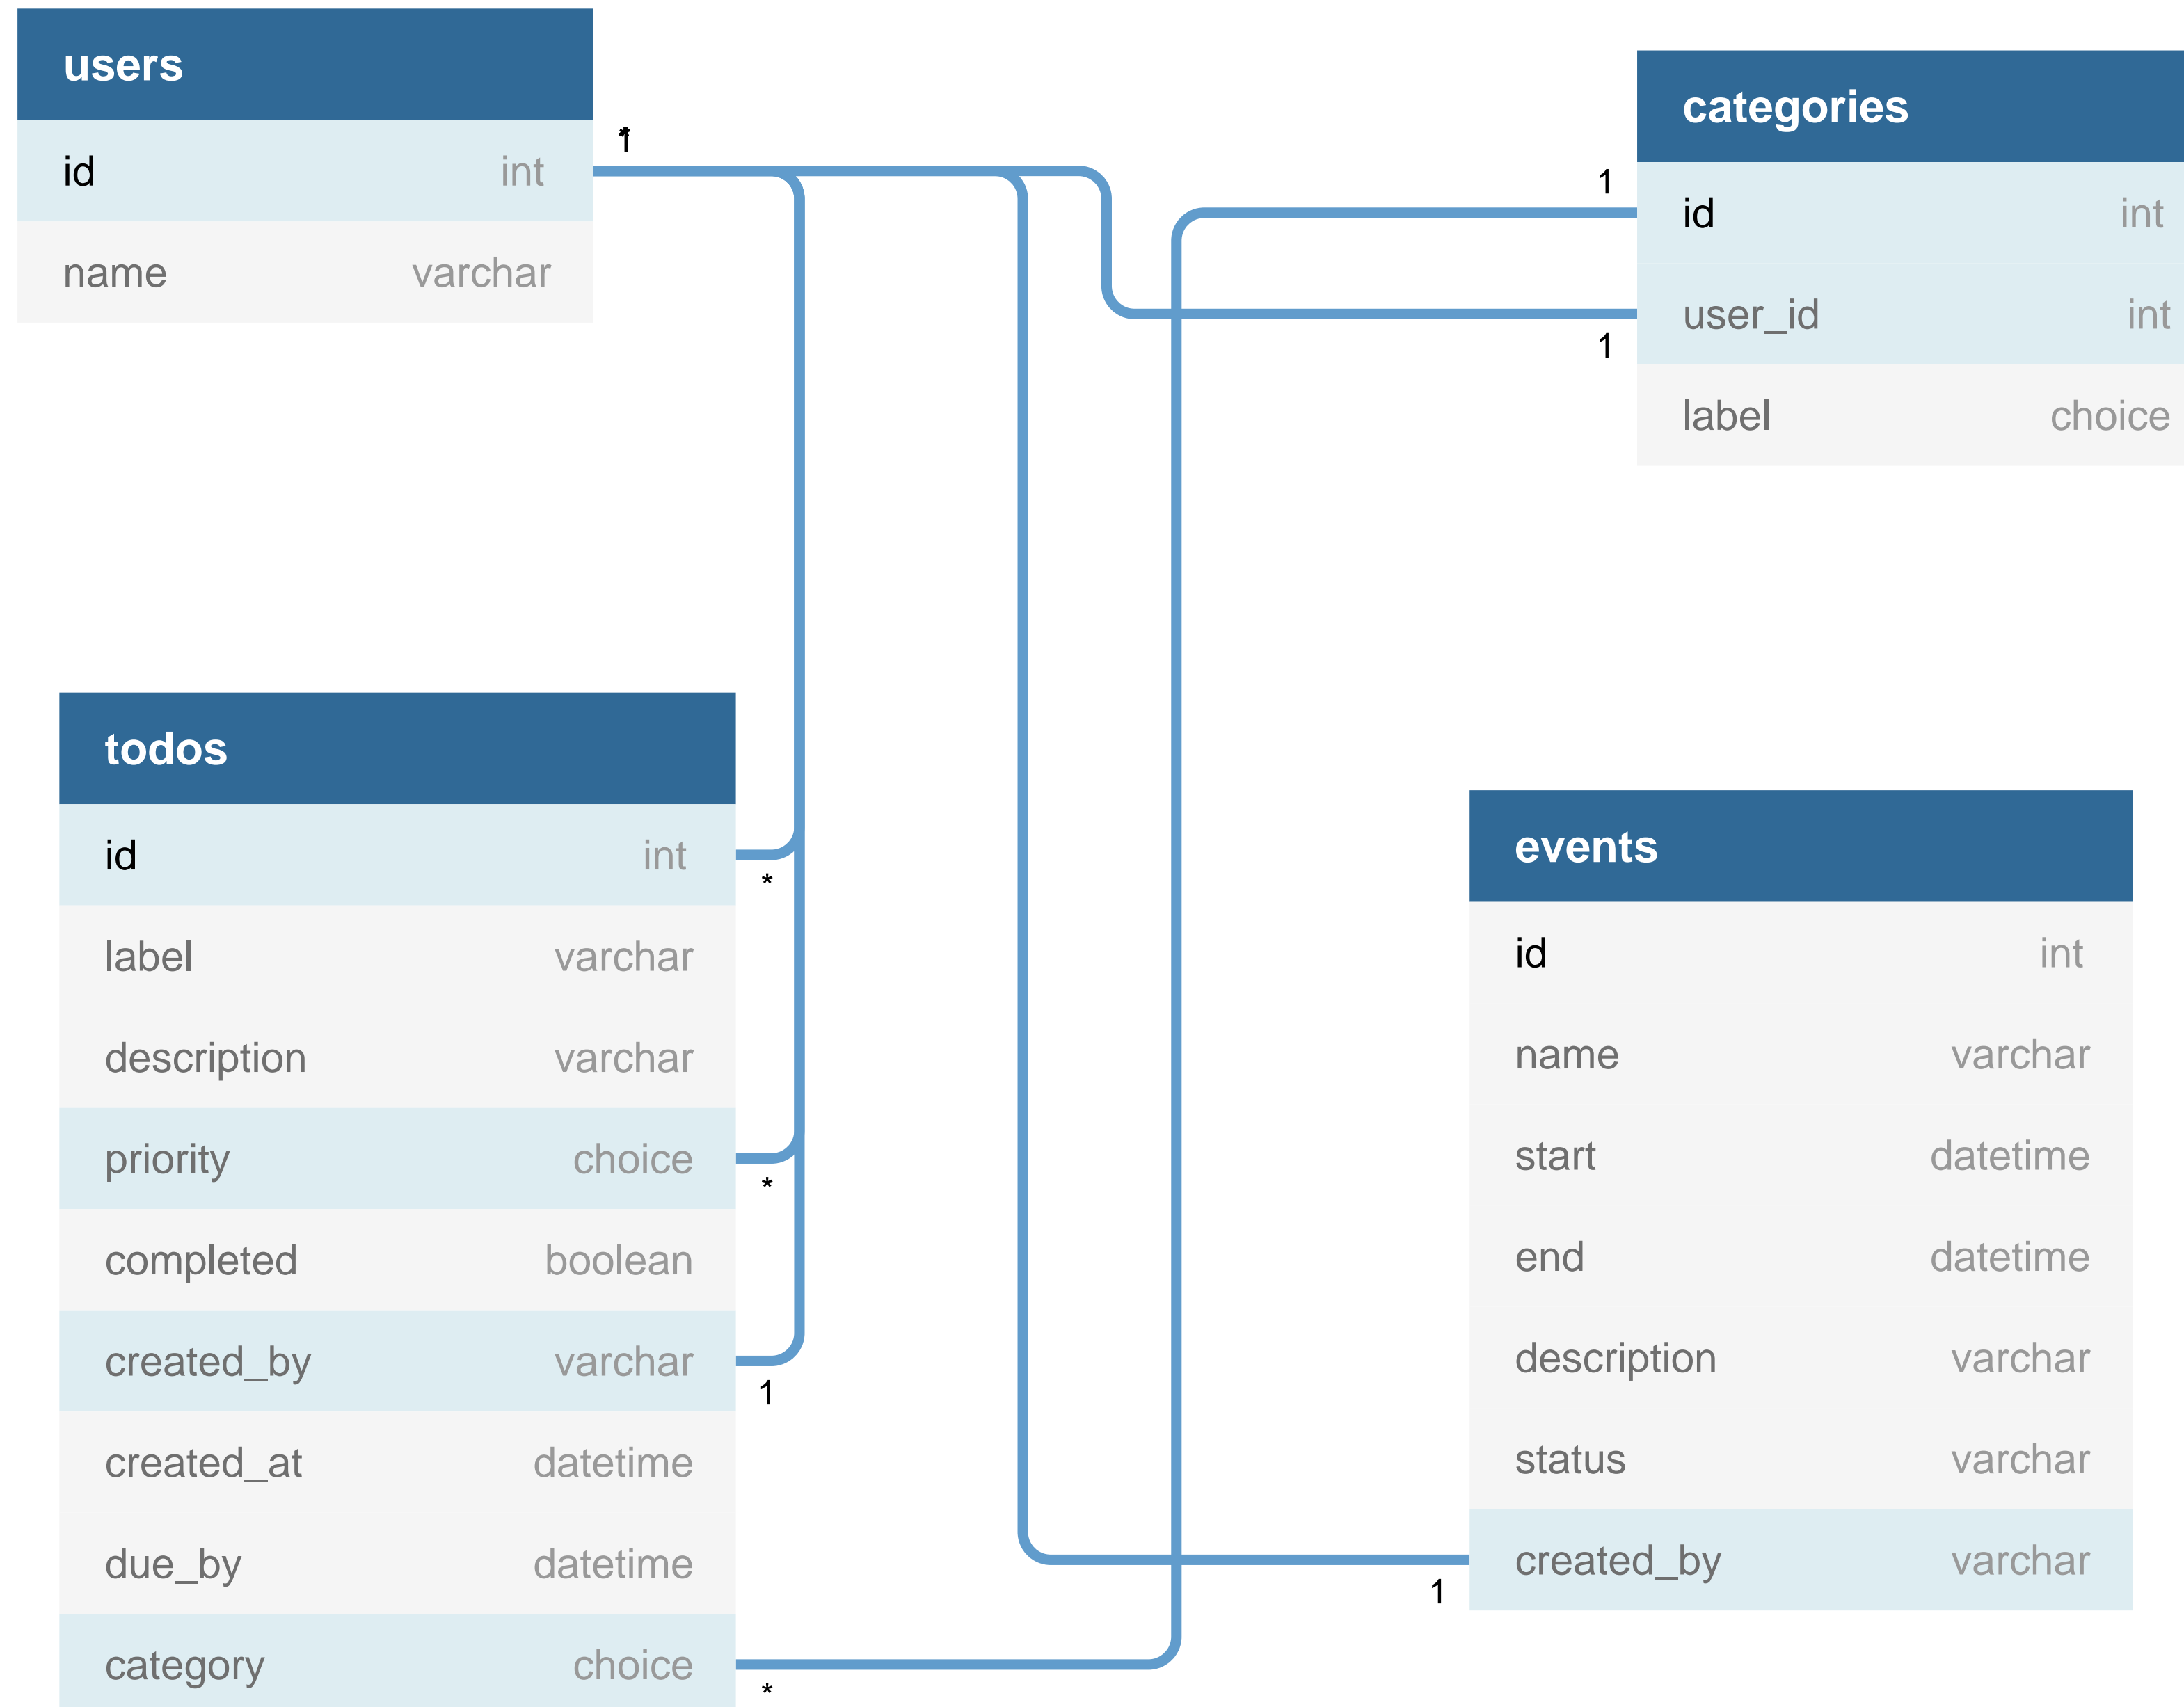 users
id int
name varchar
1
categories
id int
user_id int
label choice
1
1
todos
id int
label varchar
description varchar
priority choice
completed boolean
created_by varchar
created_at datetime
due_by datetime
category choice
*
*
1
*
events
id int
name varchar
start datetime
end datetime
description varchar
status varchar
created_by varchar
1